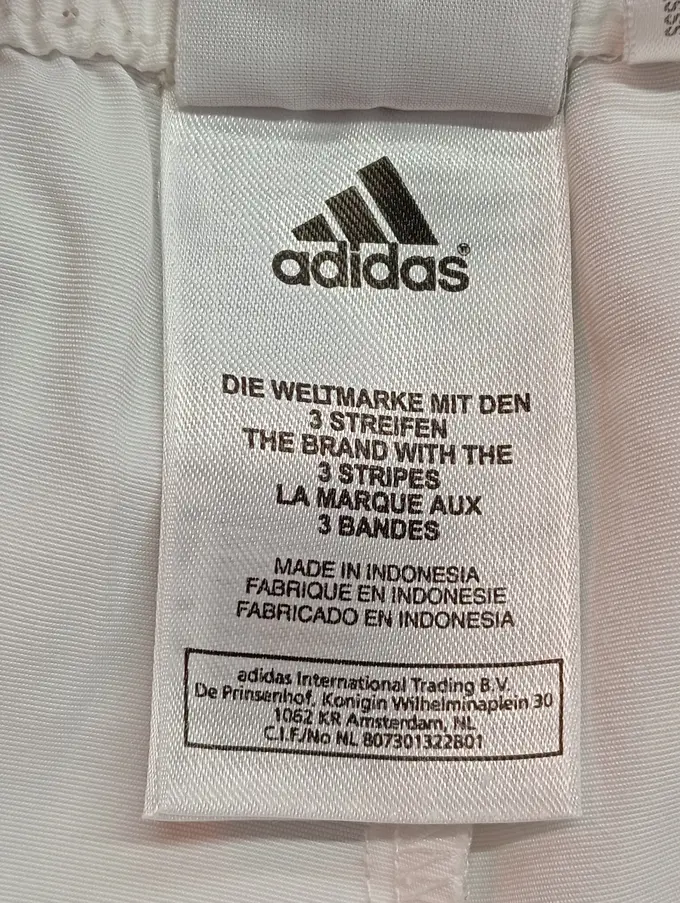 SSS
adidas®
DIE WELTMARKE MIT DEN
3 STREIFEN
THE BRAND WITH THE
3 STRIPES
LA MARQUE AUX
3 BANDES
MADE IN INDONESIA
FABRIQUE EN INDONESIE
FABRICADO EN INDONESIA
adidas International Trading B.V.
De Prinsenhof, Konigin Wilhelminaplein 30
1062 KR Amsterdam, NL
C.I.F./No NL 807301322B01